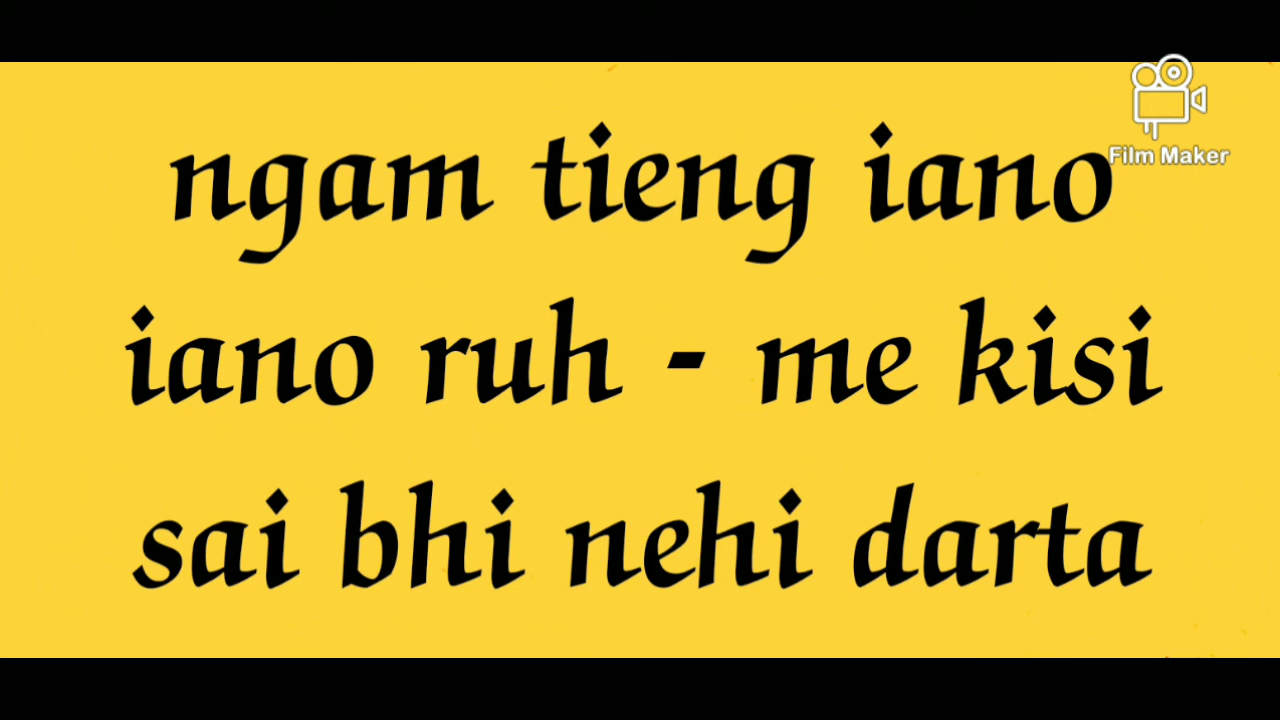 Film Maker
ngam tieng iano
iano ruh - me kisi
sai bhi nehi darta